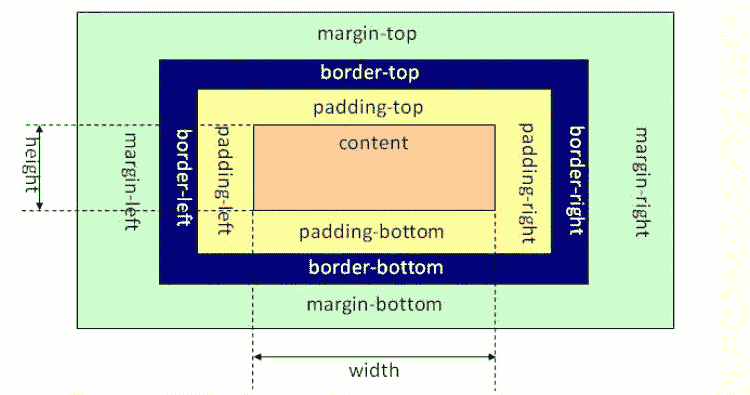 margin-top
border-top
padding-top
content
height
margin-left
border-left
padding-left
padding-right
border-right
margin-right
padding-bottom
border-bottom
margin-bottom
width